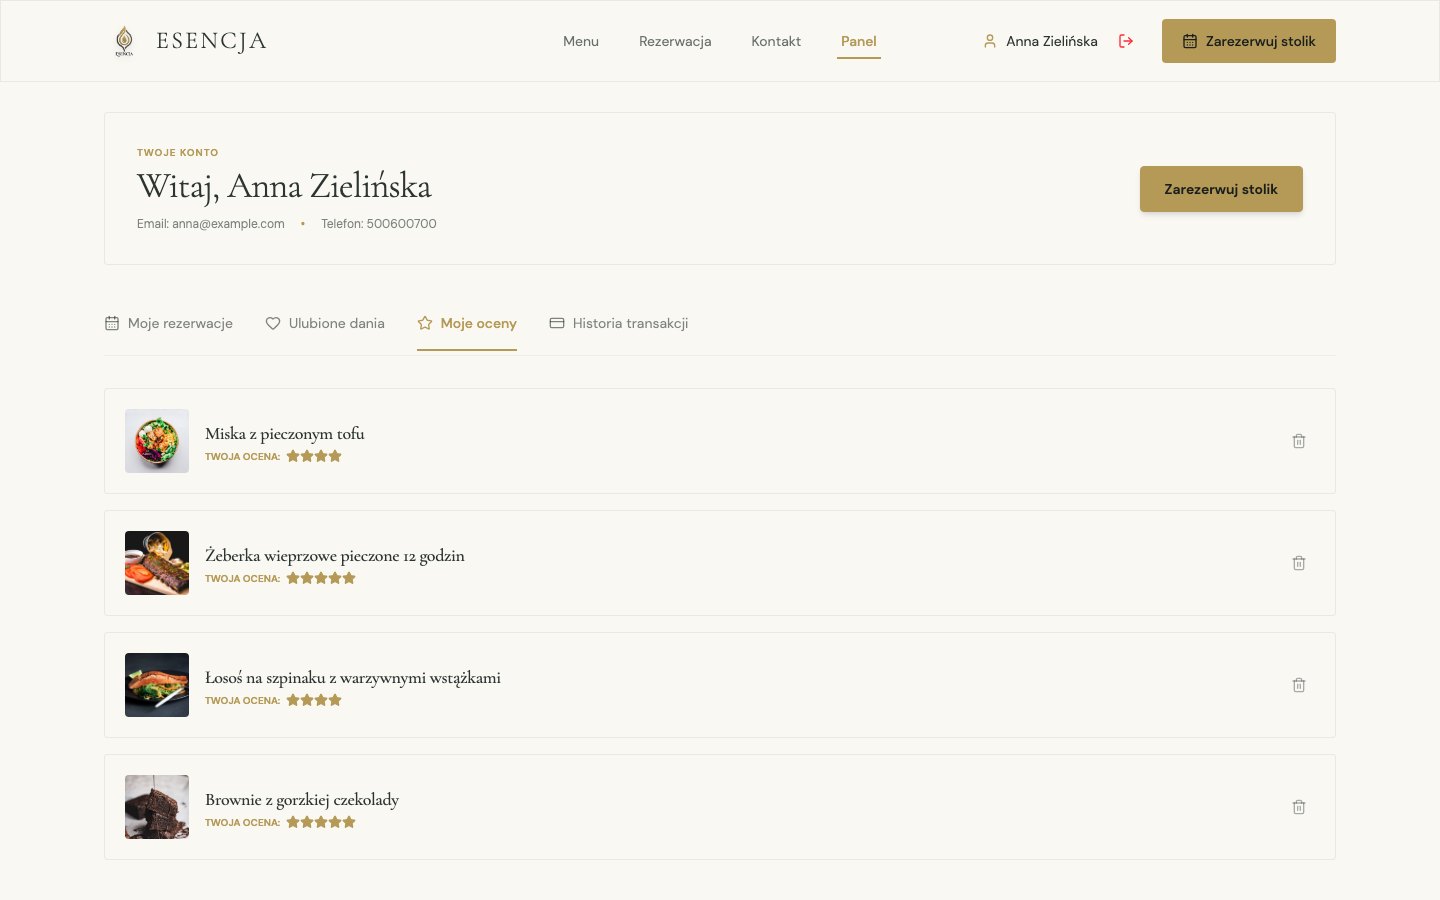 ESENCJA
ESENCJA
Menu
Rezerwacja
Kontakt
Panel
Anna Zielińska
Zarezerwuj stolik
TWOJE KONTO
Witaj, Anna Zielińska
Email: anna@example.com • Telefon: 500600700
Zarezerwuj stolik
Moje rezerwacje
Ulubione dania
Moje oceny
Historia transakcji
Miska z pieczonym tofu
TWOJA OCENA:
Żeberka wieprzowe pieczone 12 godzin
TWOJA OCENA:
Łosoś na szpinaku z warzywnymi wstążkami
TWOJA OCENA:
Brownie z gorzkiej czekolady
TWOJA OCENA: